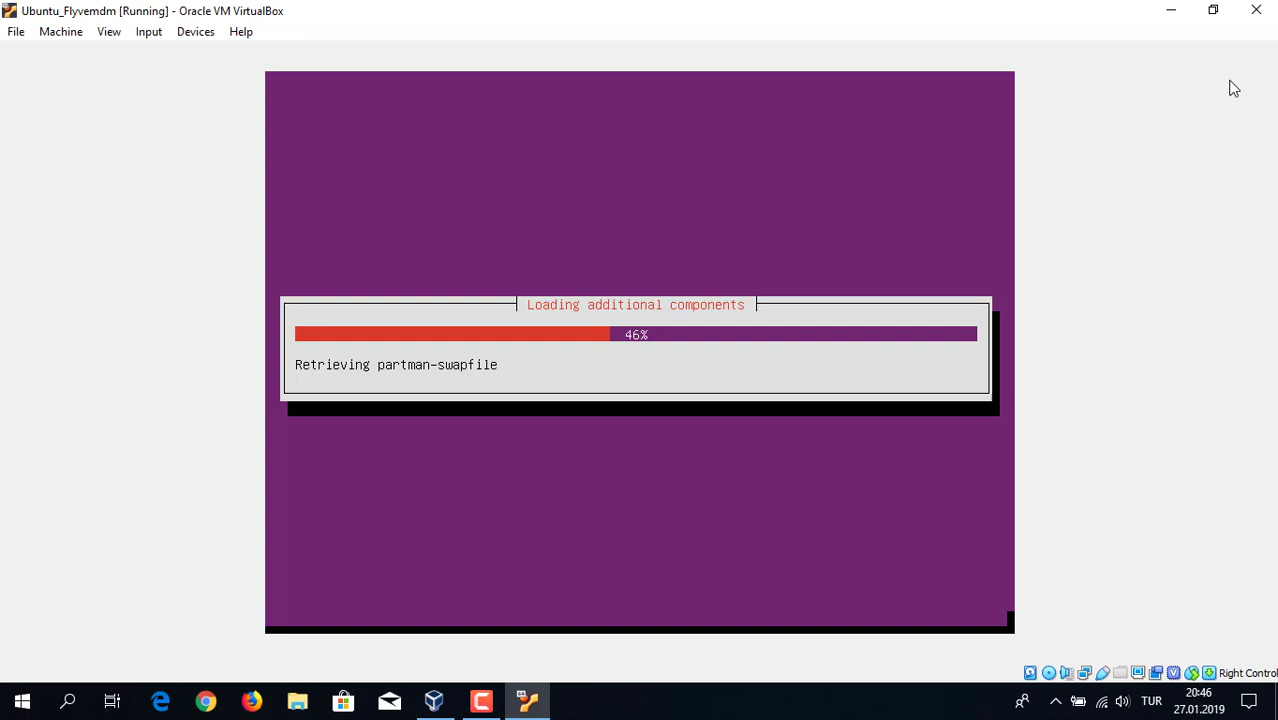 Ubuntu_Flyvemdm [Running] - Oracle VM VirtualBox
File Machine View Input Devices Help
Loading additional components
46%
Retrieving partman-swapfile
Right Control
TUR
20:46
27.01.2019